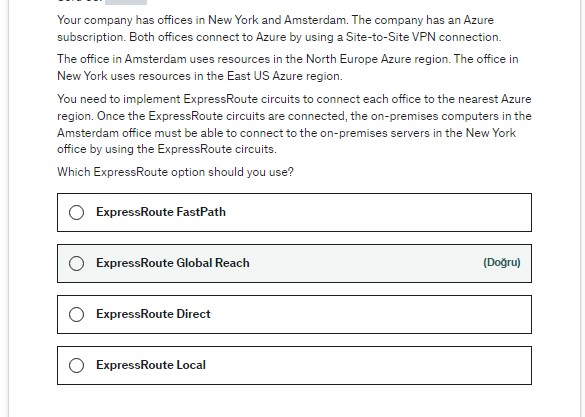 Your company has offices in New York and Amsterdam. The company has an Azure
subscription. Both offices connect to Azure by using a Site-to-Site VPN connection.
The office in Amsterdam uses resources in the North Europe Azure region. The office in
New York uses resources in the East US Azure region.
You need to implement ExpressRoute circuits to connect each office to the nearest Azure
region. Once the ExpressRoute circuits are connected, the on-premises computers in the
Amsterdam office must be able to connect to the on-premises servers in the New York
office by using the ExpressRoute circuits.
Which ExpressRoute option should you use?
ExpressRoute FastPath
ExpressRoute Global Reach (Doğru)
ExpressRoute Direct
ExpressRoute Local